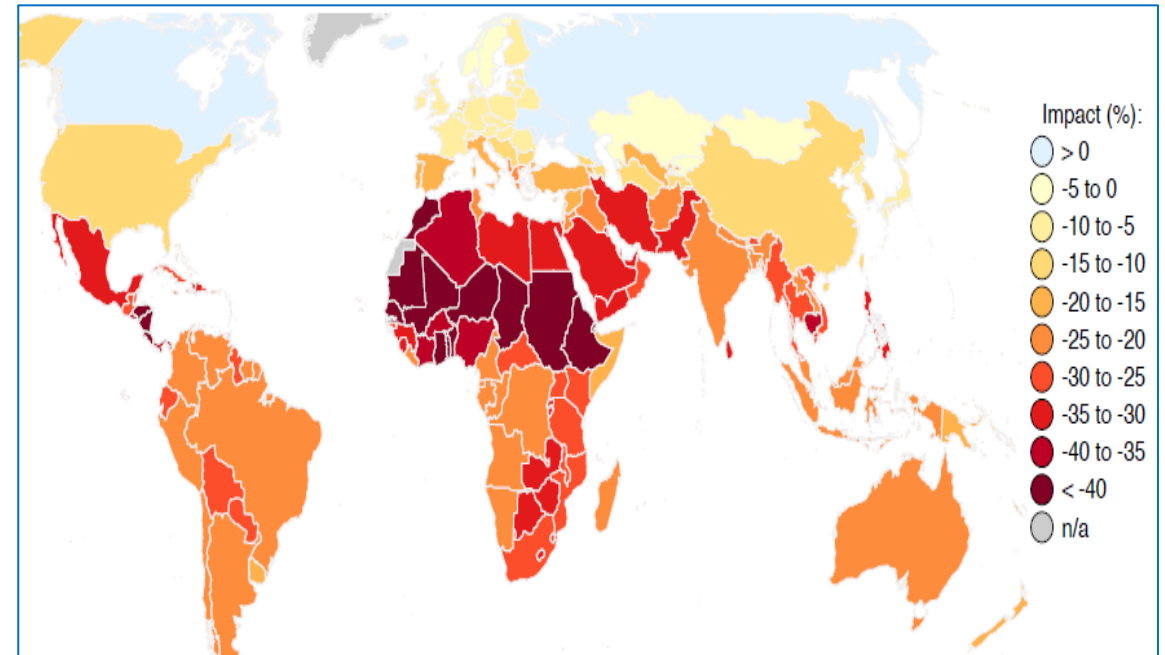 Impact (%):
> 0
-5 to 0
-10 to -5
-15 to -10
-20 to -15
-25 to -20
-30 to -25
-35 to -30
-40 to -35
< -40
n/a